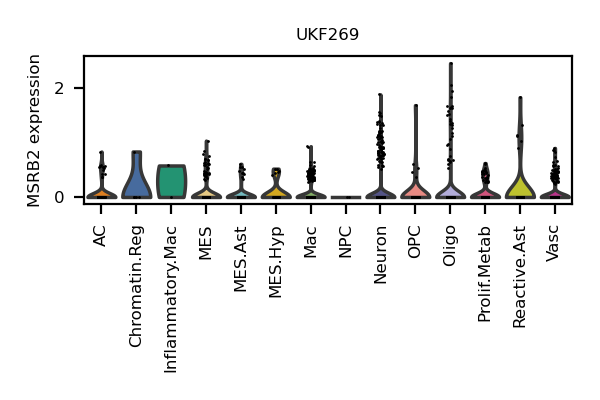 UKF269
MSRB2 expression
2
0
AC
Chromatin.Reg
Inflammatory.Mac
MES
MES.Ast
MES.Hyp
Mac
NPC
Neuron
OPC
Oligo
Prolif.Metab
Reactive.Ast
Vasc